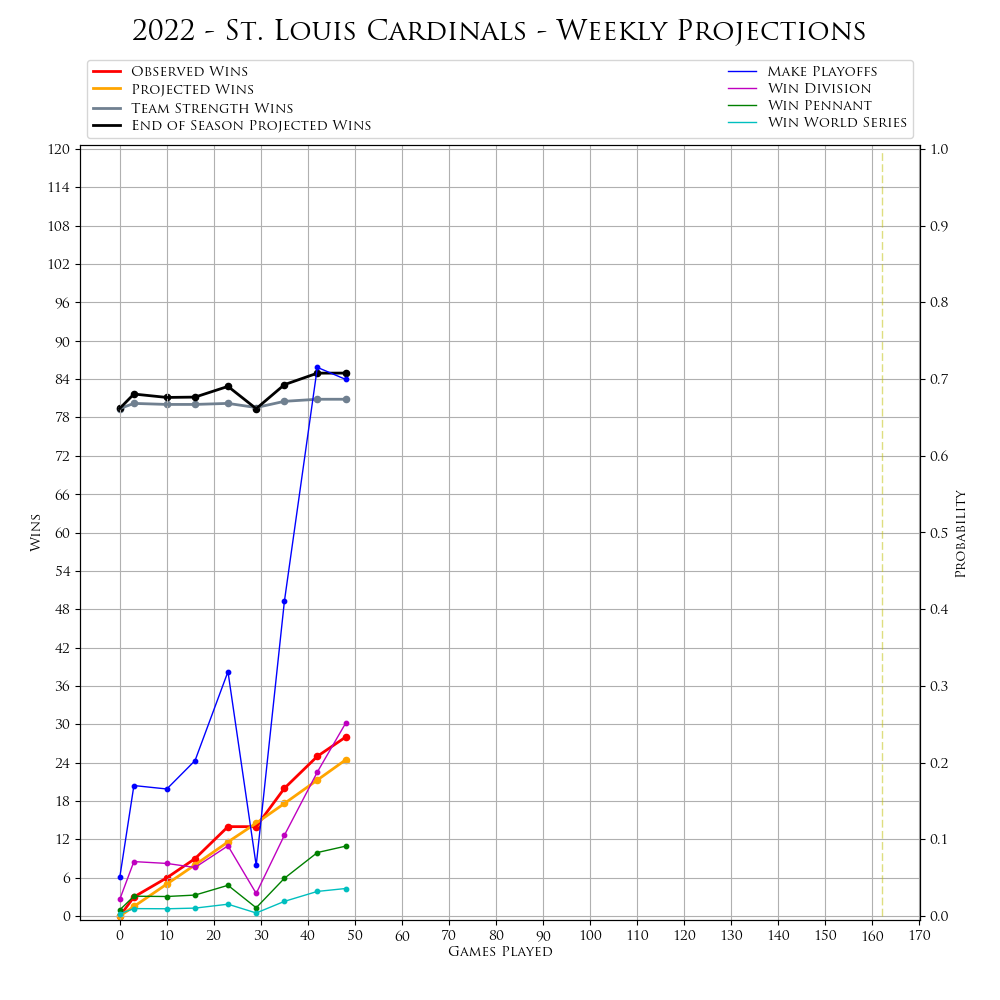 2022 - St. Louis Cardinals - Weekly Projections
Observed Wins
Projected Wins
Team Strength Wins
End of Season Projected Wins
Make Playoffs
Win Division
Win Pennant
Win World Series
120
114
108
102
96
90
84
78
72
66
60
54
48
42
36
30
24
18
12
6
0
Wins
1.0
0.9
0.8
0.7
0.6
0.5
0.4
0.3
0.2
0.1
0.0
Probability
0 10 20 30 40 50 60 70 80 90 100 110 120 130 140 150 160 170
Games Played